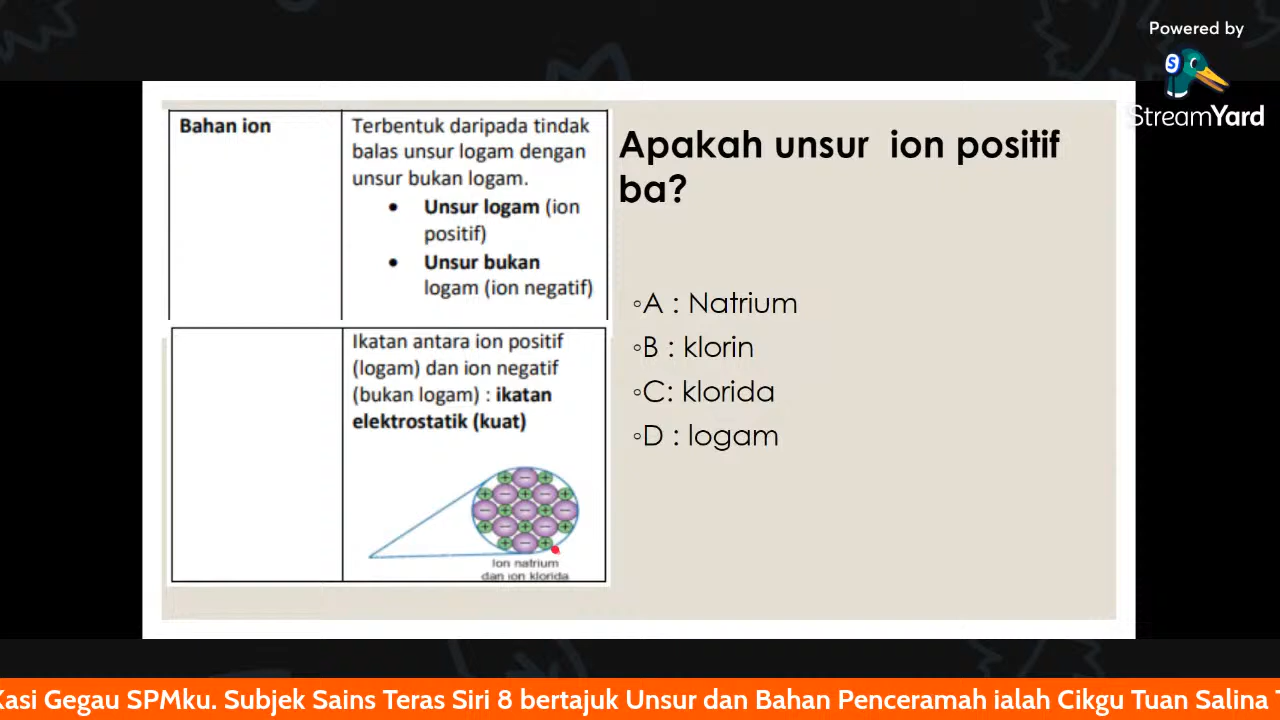 Powered by
StreamYard
Bahan ion
Terbentuk daripada tindak
balas unsur logam dengan
unsur bukan logam.
• Unsur logam (ion
positif)
• Unsur bukan
logam (ion negatif)
Ikatan antara ion positif
(logam) dan ion negatif
(bukan logam) : ikatan
elektrostatik (kuat)
Ion natrium
dan ion klorida
Apakah unsur ion positif
ba?
◦A : Natrium
◦B : klorin
◦C: klorida
◦D : logam
Kasi Gegau SPMku. Subjek Sains Teras Siri 8 bertajuk Unsur dan Bahan Penceramah ialah Cikgu Tuan Salina